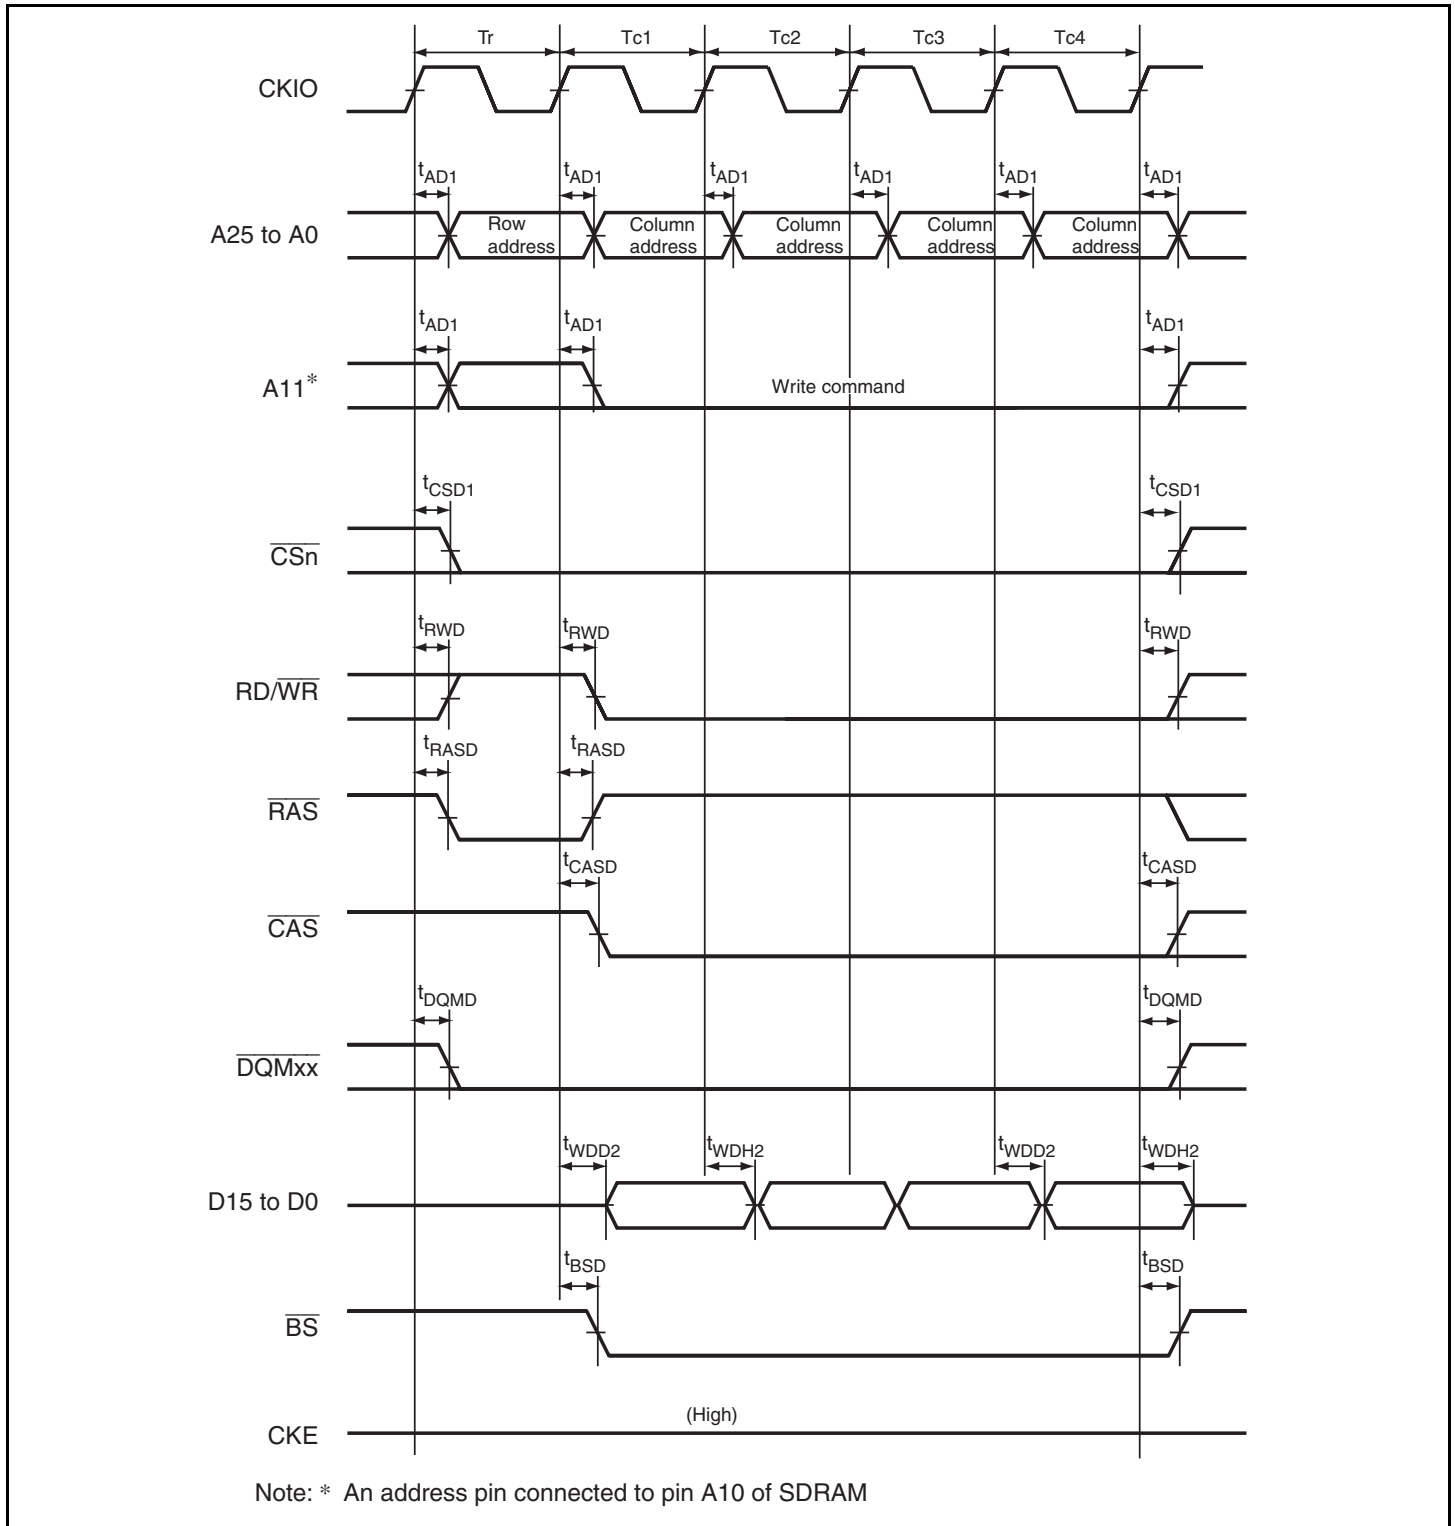 Tr Tc1 Tc2 Tc3 Tc4
CKIO
tAD1 tAD1 tAD1 tAD1 tAD1 tAD1
A25 to A0
Row address Column address Column address Column address Column address
tAD1 tAD1 tAD1
A11* Write command
tCSD1 tCSD1
CSn
tRWD tRWD tRWD
RD/WR
tRASD tRASD
RAS
tCASD tCASD
CAS
tDQMD tDQMD
DQMxx
tWDD2 tWDH2 tWDD2 tWDH2
D15 to D0
tBSD tBSD
BS
(High)
CKE
Note: * An address pin connected to pin A10 of SDRAM